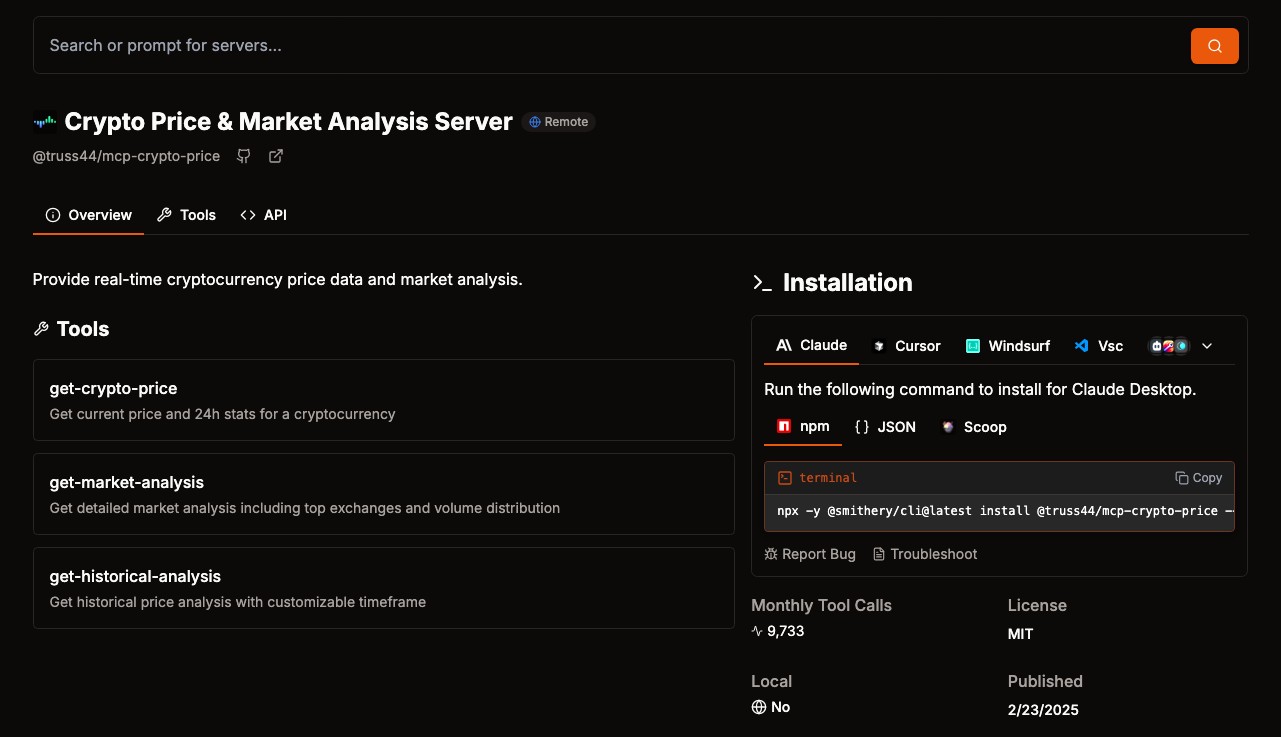 Search or prompt for servers...
Crypto Price & Market Analysis Server
Remote
@truss44/mcp-crypto-price
Overview
Tools
API
Provide real-time cryptocurrency price data and market analysis.
Tools
get-crypto-price
Get current price and 24h stats for a cryptocurrency
get-market-analysis
Get detailed market analysis including top exchanges and volume distribution
get-historical-analysis
Get historical price analysis with customizable timeframe
Installation
Claude
Cursor
Windsurf
Vsc
Run the following command to install for Claude Desktop.
npm
{ } JSON
Scoop
terminal
Copy
npx -y @smithery/cli@latest install @truss44/mcp-crypto-price --
Report Bug
Troubleshoot
Monthly Tool Calls
9,733
License
MIT
Local
No
Published
2/23/2025